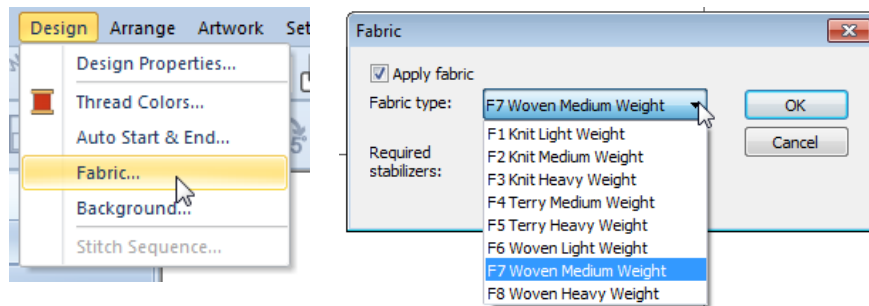 Design Arrange Artwork Set
Design Properties...
Thread Colors...
Auto Start & End...
Fabric...
Background...
Stitch Sequence...
Fabric
Apply fabric
Fabric type: F7 Woven Medium Weight OK
Required stabilizers: Cancel
F1 Knit Light Weight
F2 Knit Medium Weight
F3 Knit Heavy Weight
F4 Terry Medium Weight
F5 Terry Heavy Weight
F6 Woven Light Weight
F7 Woven Medium Weight
F8 Woven Heavy Weight